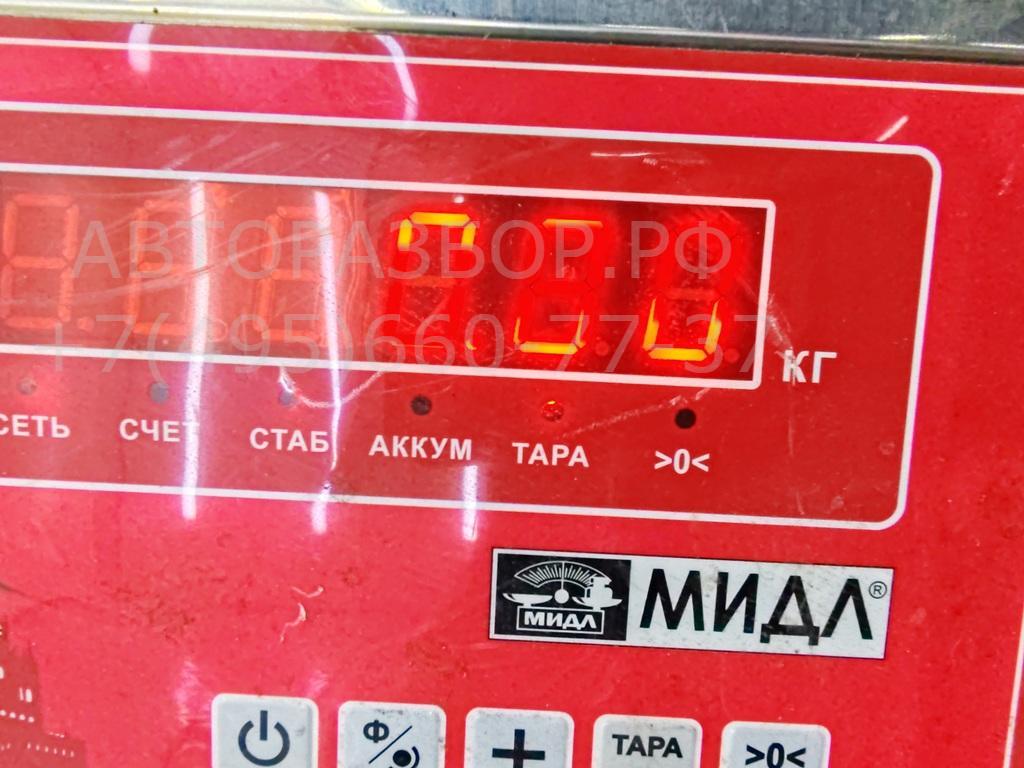 АВТОРАЗБОР.РФ
+7(495)660-77-37
КГ
СЕТЬ СЧЕТ СТАБ АККУМ ТАРА >0<
МИДЛ МИДЛ®
Ф + ТАРА >0<